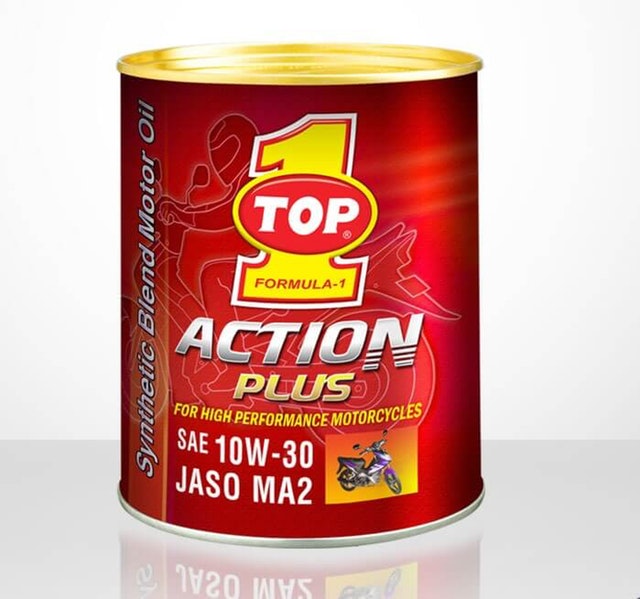 Synthetic Blend Motor Oil
1
TOP®
FORMULA-1
ACTION
PLUS
FOR HIGH PERFORMANCE MOTORCYCLES
SAE 10W-30
JASO MA2